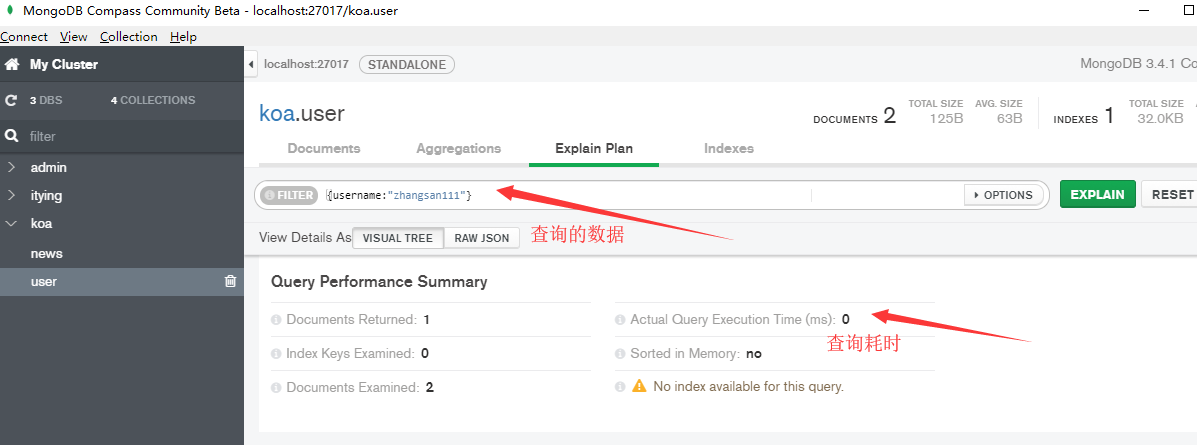 MongoDB Compass Community Beta - localhost:27017/koa.user
Connect View Collection Help
My Cluster
localhost:27017 STANDALONE
MongoDB 3.4.1 Co
3 DBS 4 COLLECTIONS
filter
admin
itying
koa
news
user
koa.user
DOCUMENTS 2
TOTAL SIZE 125B
AVG. SIZE 63B
INDEXES 1
TOTAL SIZE 32.0KB
Documents Aggregations Explain Plan Indexes
FILTER {username:"zhangsan111"}
OPTIONS
EXPLAIN
RESET
查询的数据
View Details As VISUAL TREE RAW JSON
Query Performance Summary
Documents Returned: 1
Index Keys Examined: 0
Documents Examined: 2
Actual Query Execution Time (ms): 0
查询耗时
Sorted in Memory: no
No index available for this query.